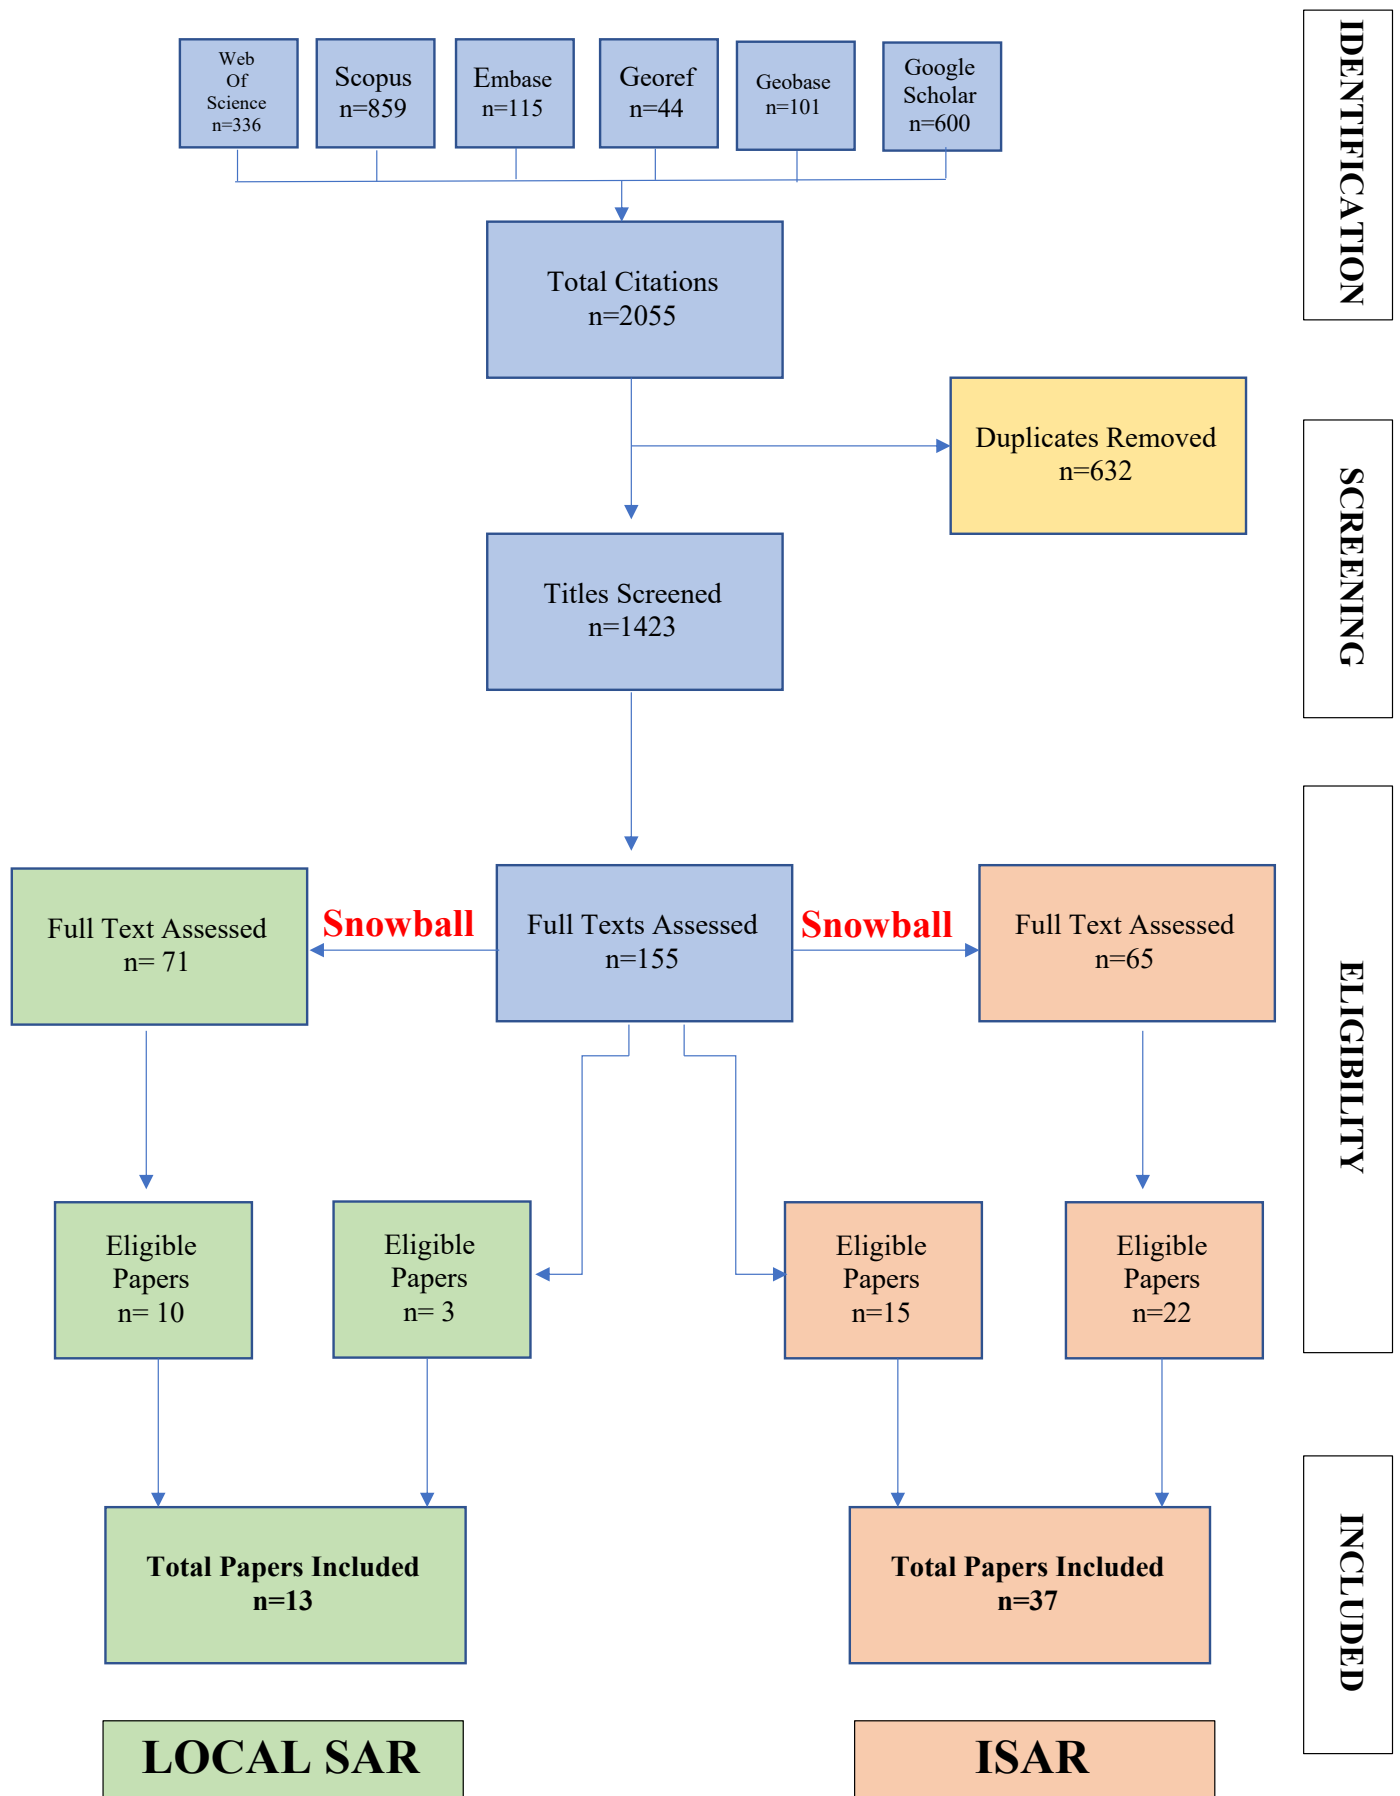 Web
Of
Science
n=336
Scopus
n=859
Embase
n=115
Georef
n=44
Geobase
n=101
Google
Scholar
n=600
IDENTIFICATION
Total Citations
n=2055
Duplicates Removed
n=632
SCREENING
Titles Screened
n=1423
Full Text Assessed
n= 71
Snowball
Full Texts Assessed
n=155
Snowball
Full Text Assessed
n=65
ELIGIBILITY
Eligible
Papers
n= 10
Eligible
Papers
n= 3
Eligible
Papers
n=15
Eligible
Papers
n=22
Total Papers Included
n=13
Total Papers Included
n=37
INCLUDED
LOCAL SAR
ISAR